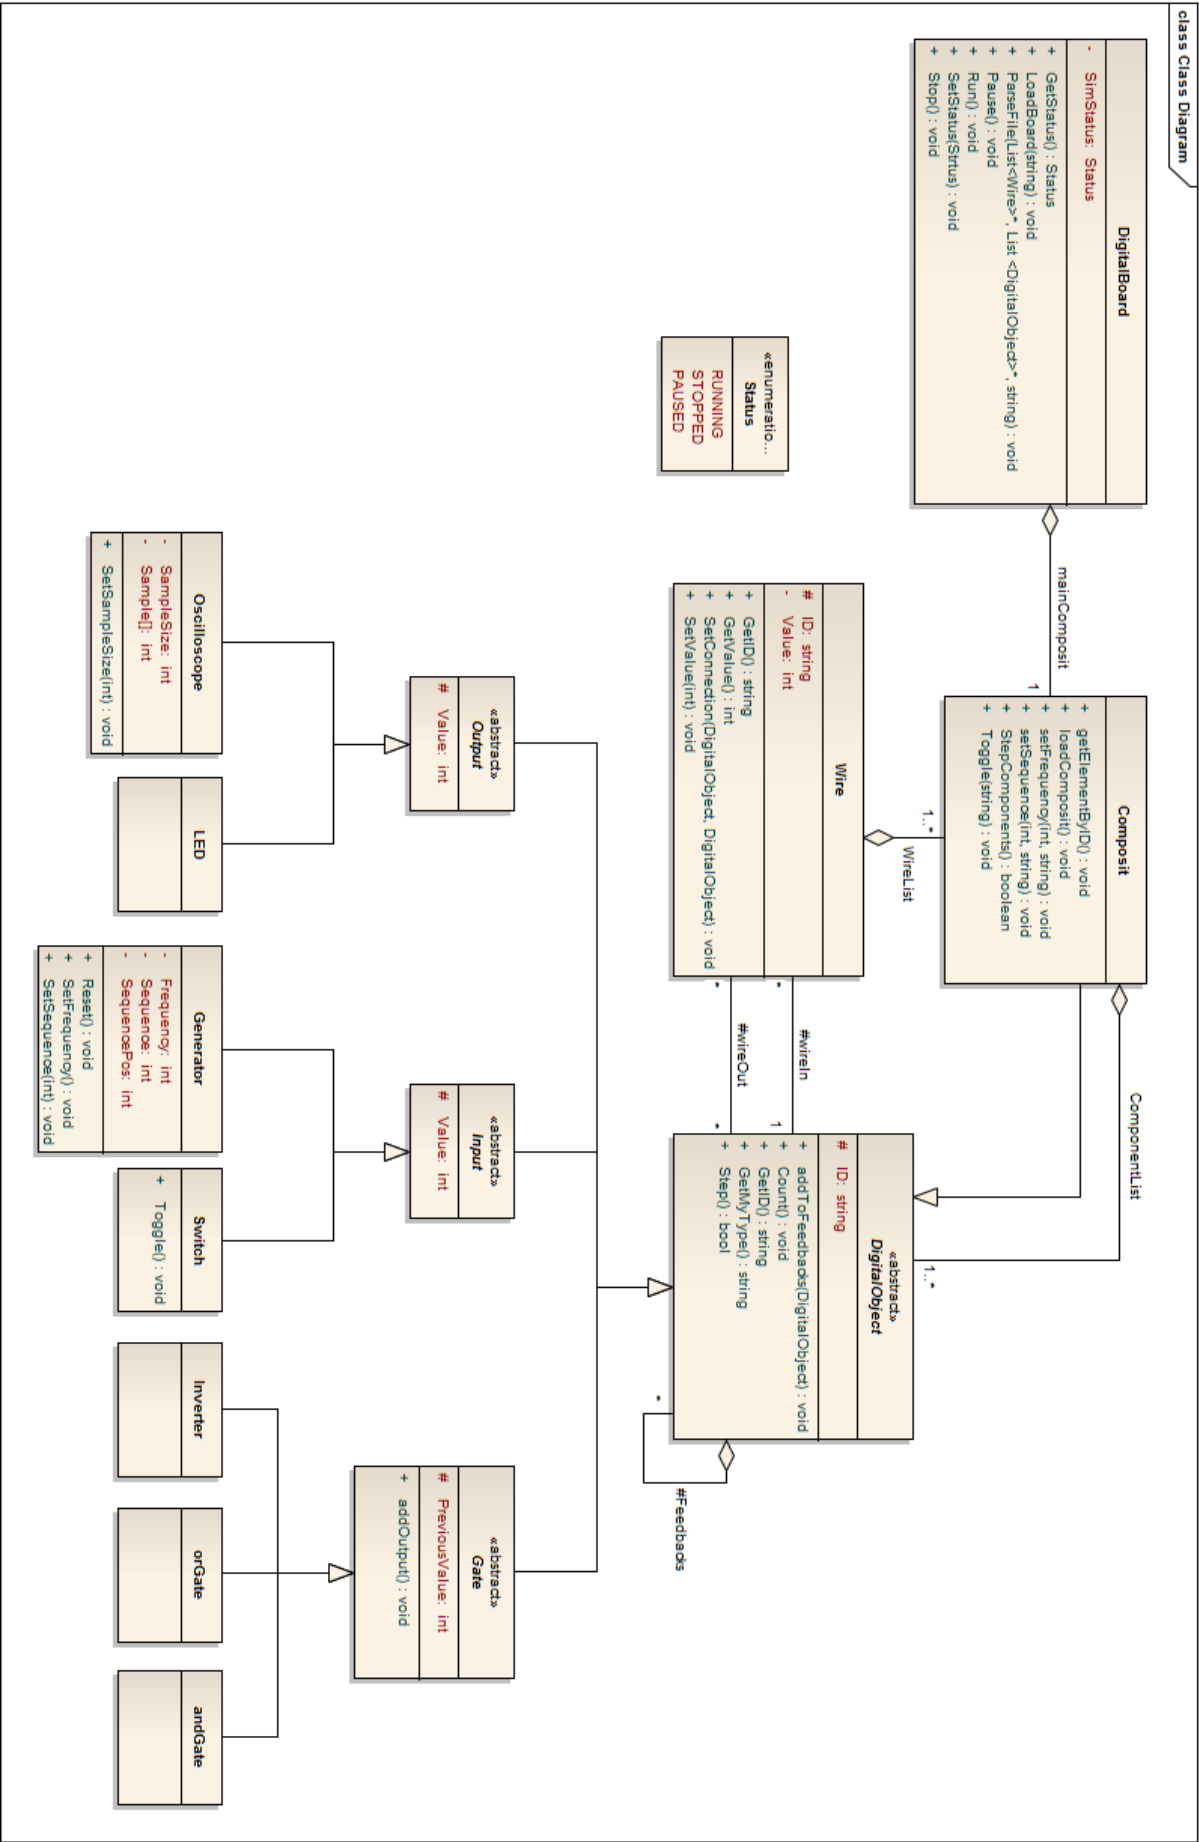 class Class Diagram
DigitalBoard
- SimStatus: Status
+ GetStatus() : Status
+ LoadBoard(string) : void
+ ParseFile(List<Wire>*, List <DigitalObject>*, string) : void
+ Pause() : void
+ Run() : void
+ SetStatus(Strtus) : void
+ Stop() : void
mainComposit
1
Composit
+ getElementByID() : void
+ loadComposit() : void
+ setFrequency(int, string) : void
+ setSequence(int, string) : void
+ StepComponents() : boolean
+ Toggle(string) : void
ComponentList
1..*
1..*
WireList
«enumeratio...
Status
RUNNING
STOPPED
PAUSED
Wire
# ID: string
- Value: int
+ GetID() : string
+ GetValue() : int
+ SetConnection(DigitalObject, DigitalObject) : void
+ SetValue(int) : void
*
#wireIn
1
*
#wireOut
*
«abstract»
DigitalObject
# ID: string
+ addToFeedbacks(DigitalObject) : void
+ Count() : void
+ GetID() : string
+ GetMyType() : string
+ Step() : bool
*
#Feedbacks
«abstract»
Output
# Value: int
«abstract»
Input
# Value: int
«abstract»
Gate
# PreviousValue: int
+ addOutput() : void
Oscilloscope
- SampleSize: int
- Sample[]: int
+ SetSampleSize(int) : void
LED
Generator
- Frequency: int
- Sequence: int
- SequencePos: int
+ Reset() : void
+ SetFrequency() : void
+ SetSequence(int) : void
Switch
+ Toggle() : void
Inverter
orGate
andGate